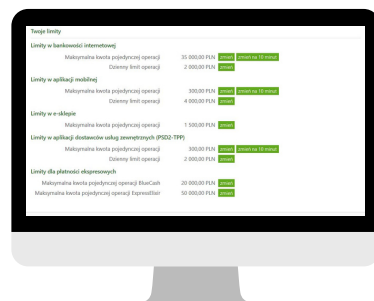 Twoje limity
Limity w bankowości internetowej
Maksymalna kwota pojedynczej operacji 35 000,00 PLN zmień zmień na 10 minut
Dzienny limit operacji 2 000,00 PLN zmień
Limity w aplikacji mobilnej
Maksymalna kwota pojedynczej operacji 300,00 PLN zmień zmień na 10 minut
Dzienny limit operacji 4 000,00 PLN zmień
Limity w e-sklepie
Maksymalna kwota pojedynczej operacji 1 500,00 PLN zmień
Limity w aplikacji dostawców usług zewnętrznych (PSD2-TPP)
Maksymalna kwota pojedynczej operacji 300,00 PLN zmień zmień na 10 minut
Dzienny limit operacji 2 000,00 PLN zmień
Limity dla płatności ekspresowych
Maksymalna kwota pojedynczej operacji BlueCash 20 000,00 PLN zmień
Maksymalna kwota pojedynczej operacji ExpressElixir 50 000,00 PLN zmień